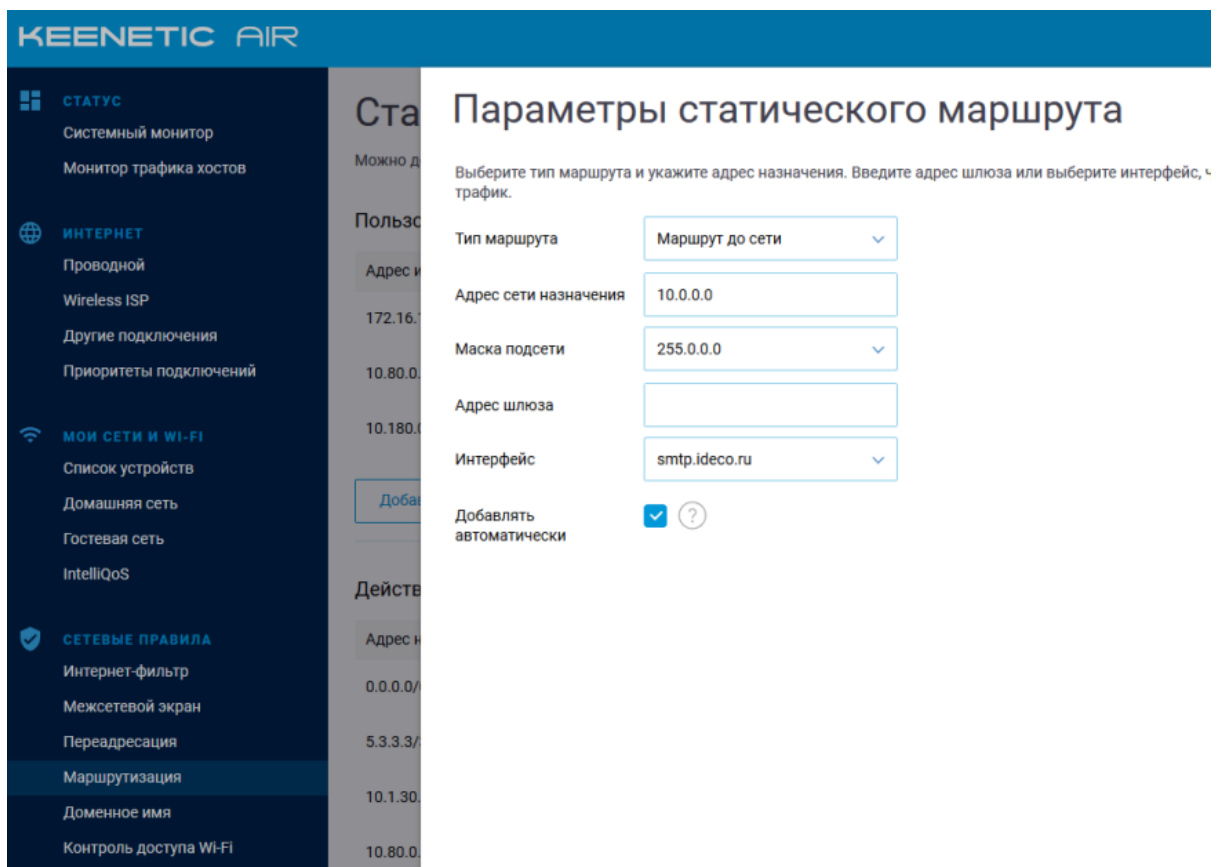 KEENETIC AIR
СТАТУС
Системный монитор
Монитор трафика хостов
ИНТЕРНЕТ
Проводной
Wireless ISP
Другие подключения
Приоритеты подключений
МОИ СЕТИ И WI-FI
Список устройств
Домашняя сеть
Гостевая сеть
IntelliQoS
СЕТЕВЫЕ ПРАВИЛА
Интернет-фильтр
Межсетевой экран
Переадресация
Маршрутизация
Доменное имя
Контроль доступа Wi-Fi
Ста
Можно д
Пользо
Адрес и
172.16.
10.80.0.
10.180.
Доба
Действ
Адрес н
0.0.0.0/
5.3.3.3/
10.1.30.
10.80.0.
Параметры статического маршрута
Выберите тип маршрута и укажите адрес назначения. Введите адрес шлюза или выберите интерфейс, ч
трафик.
Тип маршрута Маршрут до сети
Адрес сети назначения 10.0.0.0
Маска подсети 255.0.0.0
Адрес шлюза
Интерфейс smtp.ideco.ru
Добавлять
автоматически ?